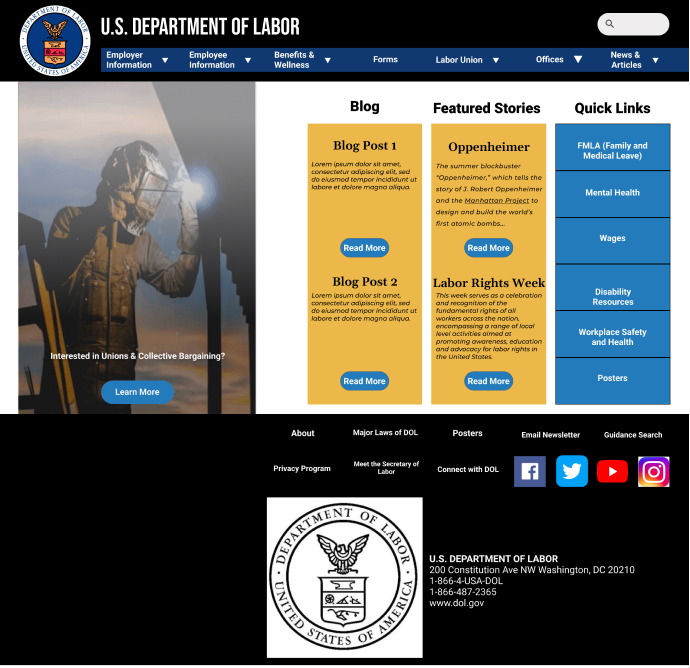 DEPARTMENT OF LABOR
UNITED STATES OF AMERICA
U.S. DEPARTMENT OF LABOR
Employer
Information
Employee
Information
Benefits &
Wellness
Forms
Labor Union
Offices
News &
Articles
Interested in Unions & Collective Bargaining?
Learn More
Blog
Blog Post 1
Lorem ipsum dolor sit amet,
consectetur adipiscing elit, sed
do eiusmod tempor incididunt ut
labore et dolore magna aliqua.
Read More
Blog Post 2
Lorem ipsum dolor sit amet,
consectetur adipiscing elit, sed
do eiusmod tempor incididunt ut
labore et dolore magna aliqua.
Read More
Featured Stories
Oppenheimer
The summer blockbuster
"Oppenheimer," which tells the
story of J. Robert Oppenheimer
and the Manhattan Project to
design and build the world's
first atomic bombs...
Read More
Labor Rights Week
This week serves as a celebration
and recognition of the
fundamental rights of all
workers across the nation,
encompassing a range of local
level activities aimed at
promoting awareness, education
and advocacy for labor rights in
the United States.
Read More
Quick Links
FMLA (Family and
Medical Leave)
Mental Health
Wages
Disability
Resources
Workplace Safety
and Health
Posters
About
Major Laws of DOL
Posters
Email Newsletter
Guidance Search
Privacy Program
Meet the Secretary of
Labor
Connect with DOL
DEPARTMENT OF LABOR
UNITED STATES OF AMERICA
U.S. DEPARTMENT OF LABOR
200 Constitution Ave NW Washington, DC 20210
1-866-4-USA-DOL
1-866-487-2365
www.dol.gov